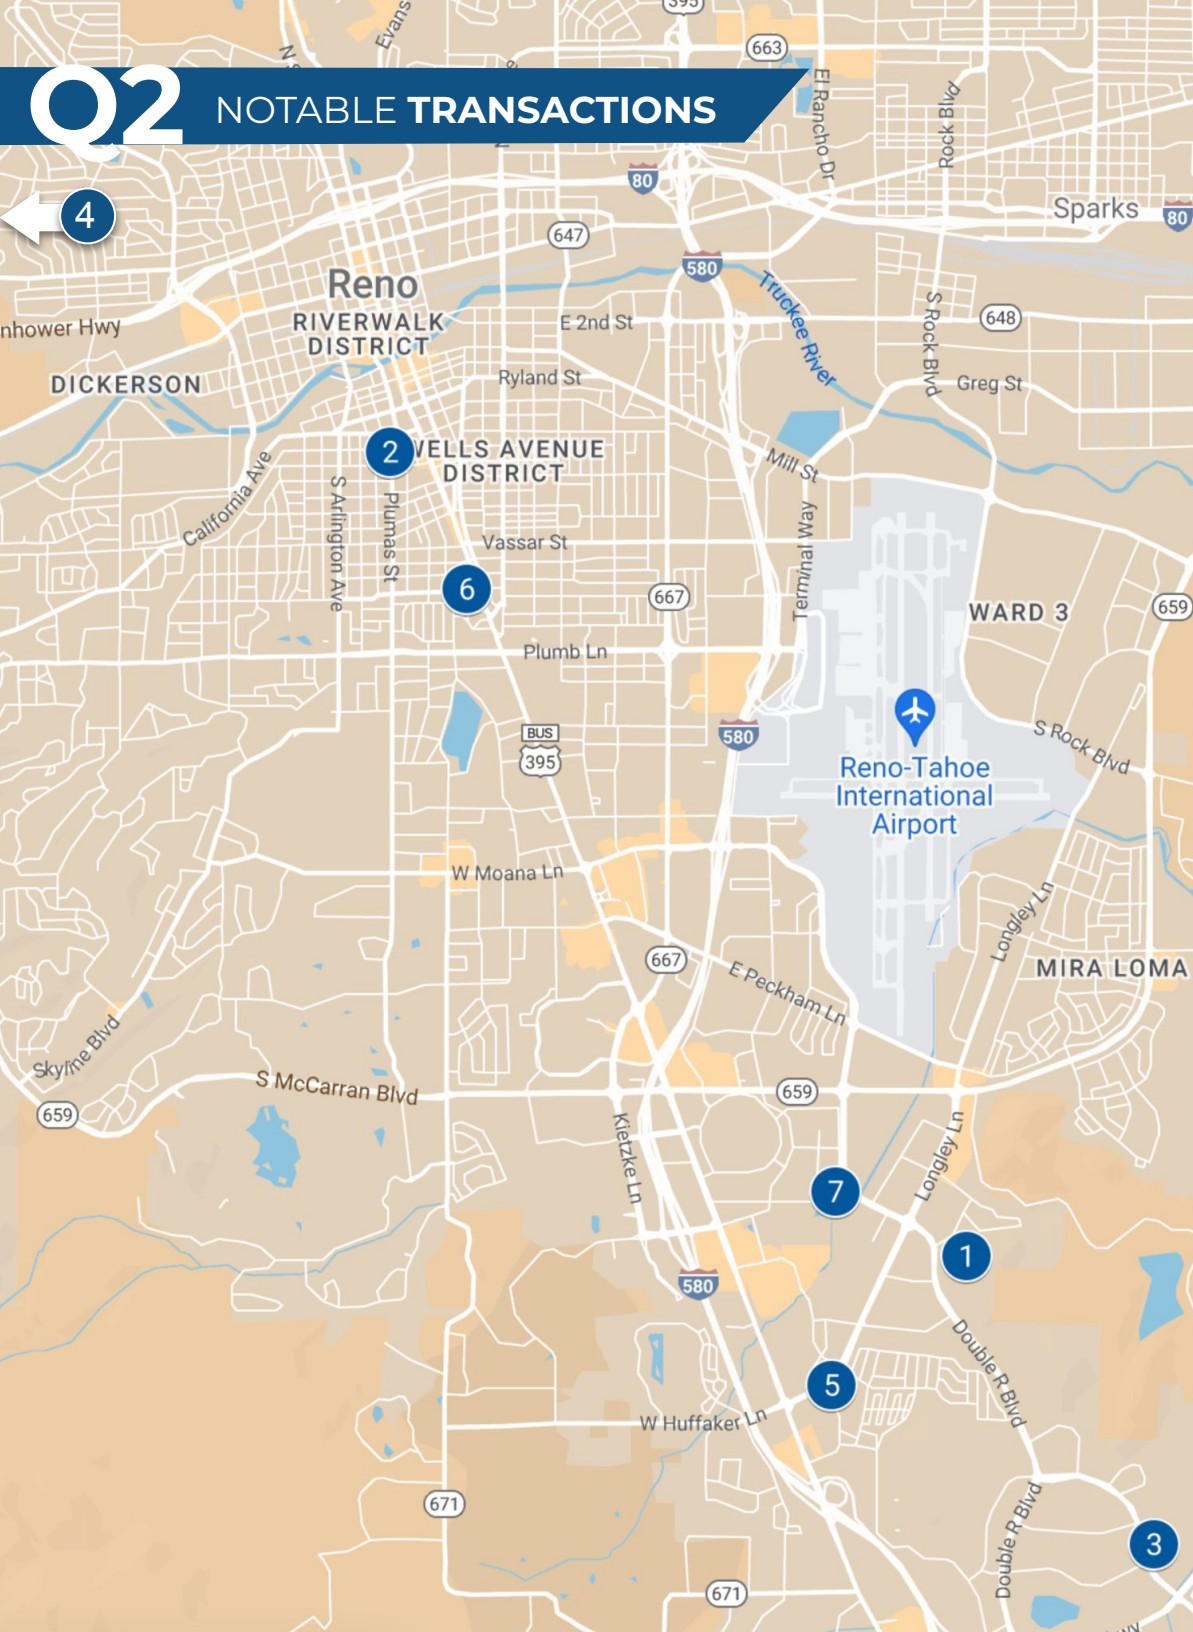 395
Evans
663
Q2 NOTABLE TRANSACTIONS
El Rancho Dr
Rock Blvd
80
Sparks
80
4
647
580
Reno
RIVERWALK
DISTRICT
Truckee River
nhower Hwy
E 2nd St
S Rock Blvd
648
DICKERSON
Ryland St
Greg St
2
WELLS AVENUE
DISTRICT
Mill St
California Ave
S Arlington Ave
Plumas St
Terminal Way
Vassar St
6
667
WARD 3
659
Plumb Ln
BUS
395
580
S Rock Blvd
Reno-Tahoe
International
Airport
W Moana Ln
Longley Ln
667
E Peckham Ln
MIRA LOMA
Skyline Blvd
S McCarran Blvd
659
659
Kietzke Ln
Longley Ln
7
1
580
Double R Blvd
5
W Huffaker Ln
671
Double R Blvd
3
671